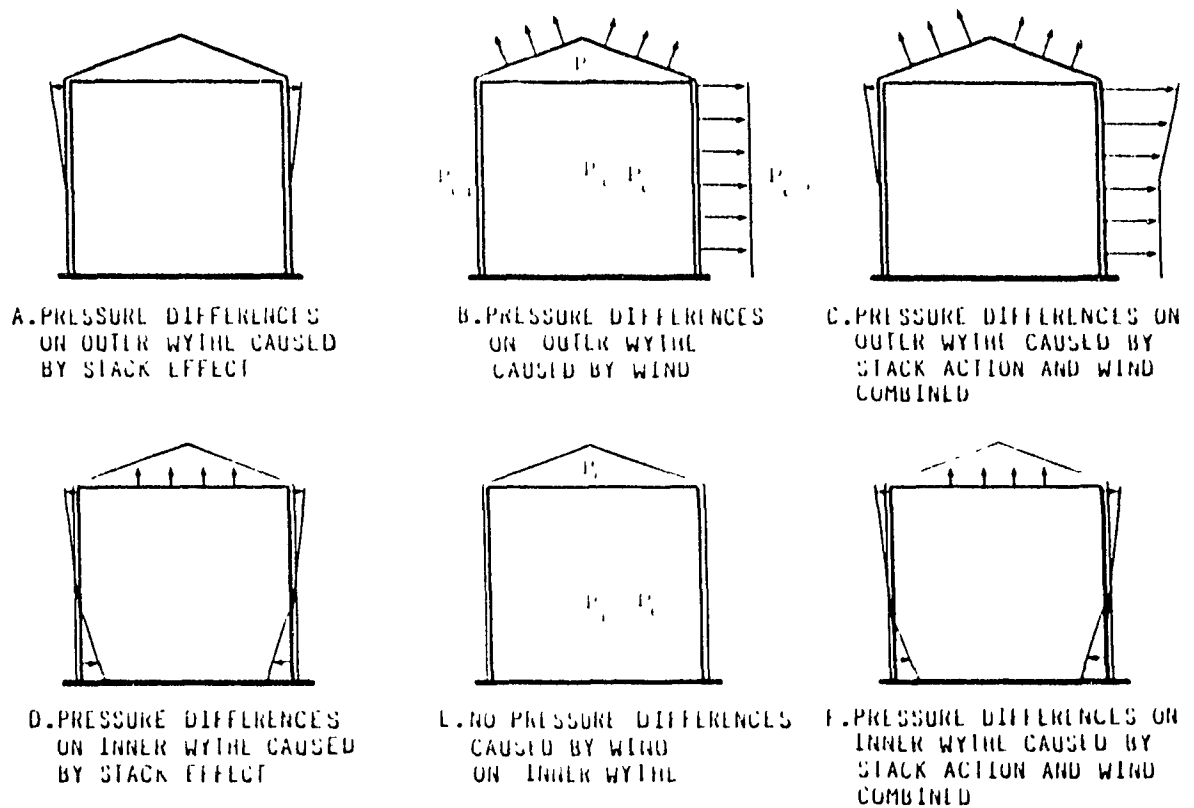 A. PRESSURE DIFFERENCES
ON OUTER WYTHE CAUSED
BY STACK EFFECT
B. PRESSURE DIFFERENCES
ON OUTER WYTHE
CAUSED BY WIND
C. PRESSURE DIFFERENCES ON
OUTER WYTHE CAUSED BY
STACK ACTION AND WIND
COMBINED
D. PRESSURE DIFFERENCES
ON INNER WYTHE CAUSED
BY STACK EFFECT
E. NO PRESSURE DIFFERENCES
CAUSED BY WIND
ON INNER WYTHE
F. PRESSURE DIFFERENCES ON
INNER WYTHE CAUSED BY
STACK ACTION AND WIND
COMBINED